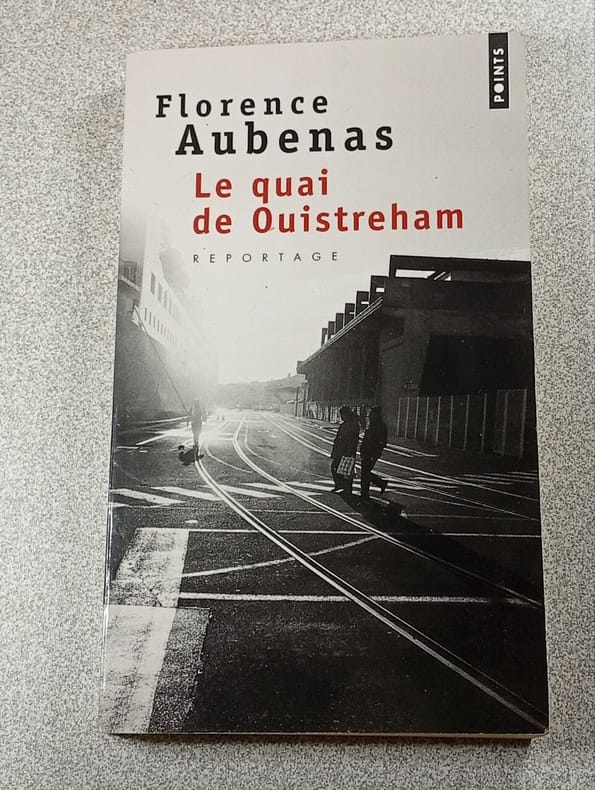 POINTS
Florence
Aubenas
Le quai
de Ouistreham
REPORTAGE